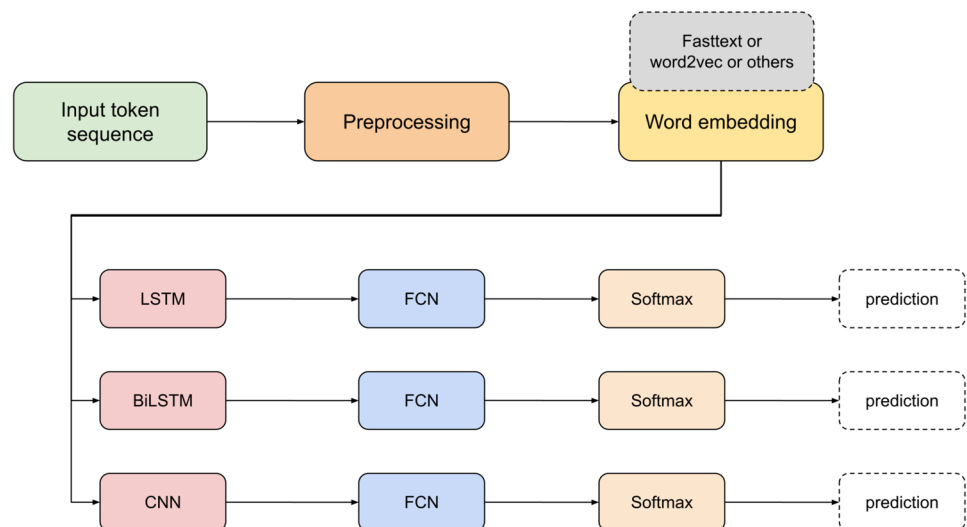 Fasttext or
word2vec or others
Input token
sequence
Preprocessing
Word embedding
LSTM
FCN
Softmax
prediction
BiLSTM
FCN
Softmax
prediction
CNN
FCN
Softmax
prediction